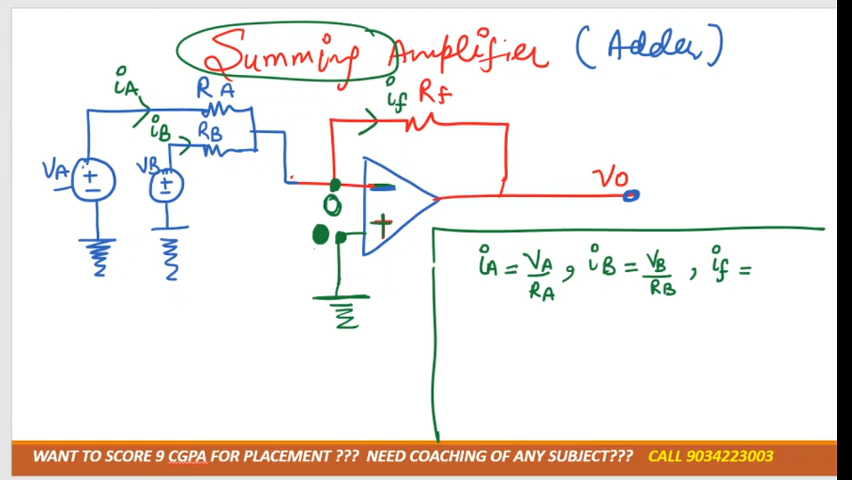 Summing Amplifier (Adder)
iA RA if Rf
iB RB
VA VB
+ +
- -
-
+
0
Vo
iA = VA/RA , iB = VB/RB , if =
WANT TO SCORE 9 CGPA FOR PLACEMENT ??? NEED COACHING OF ANY SUBJECT??? CALL 9034223003